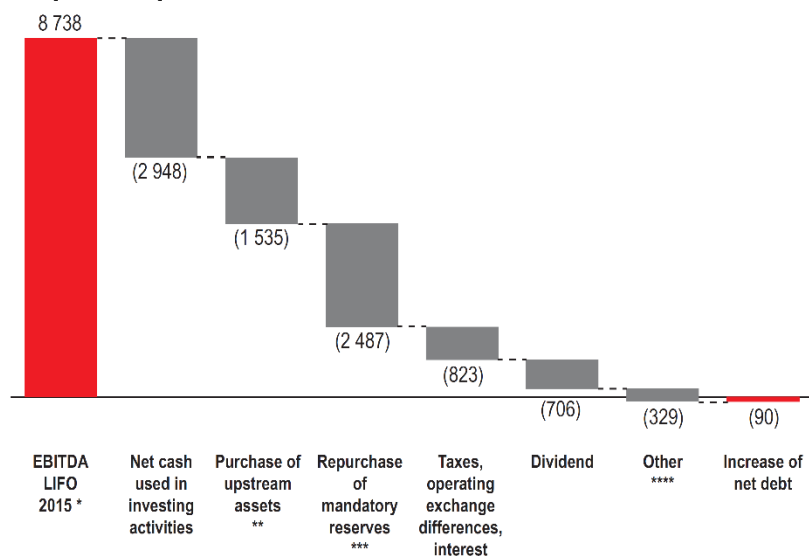 8 738
(2 948)
(1 535)
(2 487)
(823)
(706)
(329)
(90)
EBITDA
LIFO
2015 *
Net cash
used in
investing
activities
Purchase of
upstream
assets
**
Repurchase
of
mandatory
reserves
***
Taxes,
operating
exchange
differences,
interest
Dividend
Other
****
Increase of
net debt